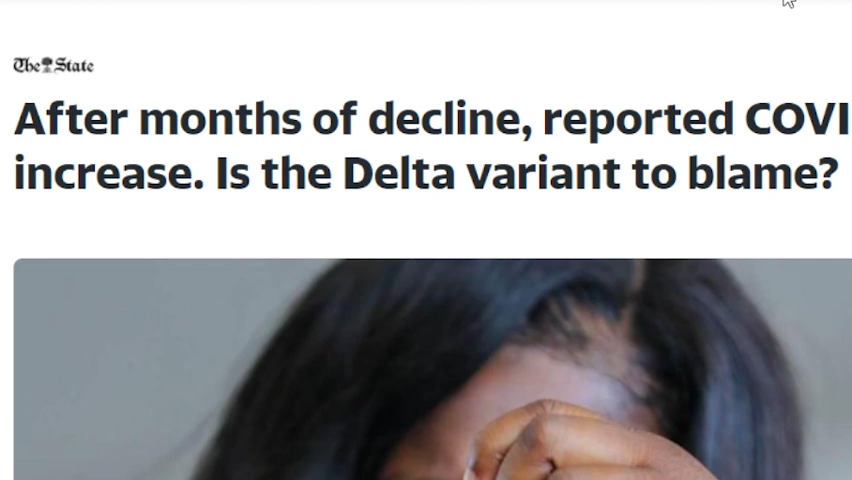 The State
After months of decline, reported COVI
increase. Is the Delta variant to blame?